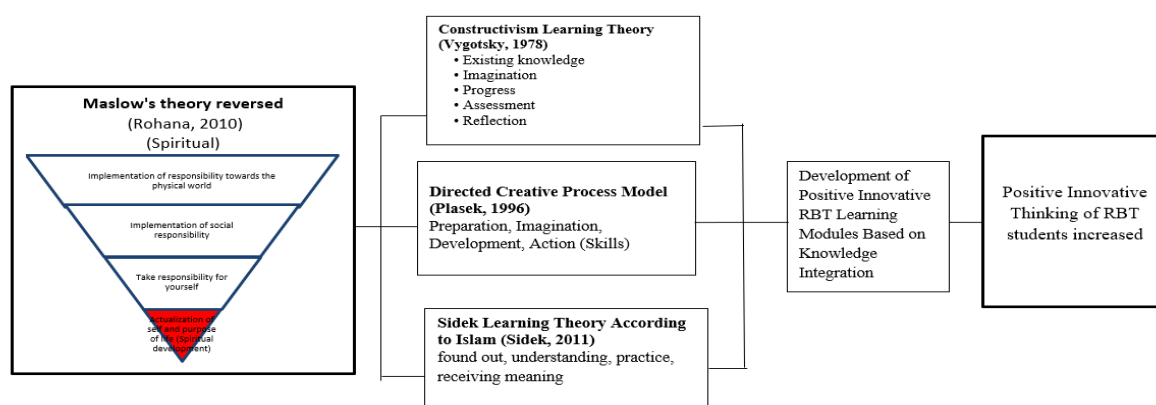 Maslow's theory reversed
(Rohana, 2010)
(Spiritual)
Implementation of responsibility towards the
physical world
Implementation of social
responsibility
Take responsibility for
yourself
Actualization of
self and purpose
of life (Spiritual
development)
Constructivism Learning Theory
(Vygotsky, 1978)
• Existing knowledge
• Imagination
• Progress
• Assessment
• Reflection
Directed Creative Process Model
(Plasek, 1996)
Preparation, Imagination,
Development, Action (Skills)
Sidek Learning Theory According
to Islam (Sidek, 2011)
found out, understanding, practice,
receiving meaning
Development of
Positive Innovative
RBT Learning
Modules Based on
Knowledge
Integration
Positive Innovative
Thinking of RBT
students increased